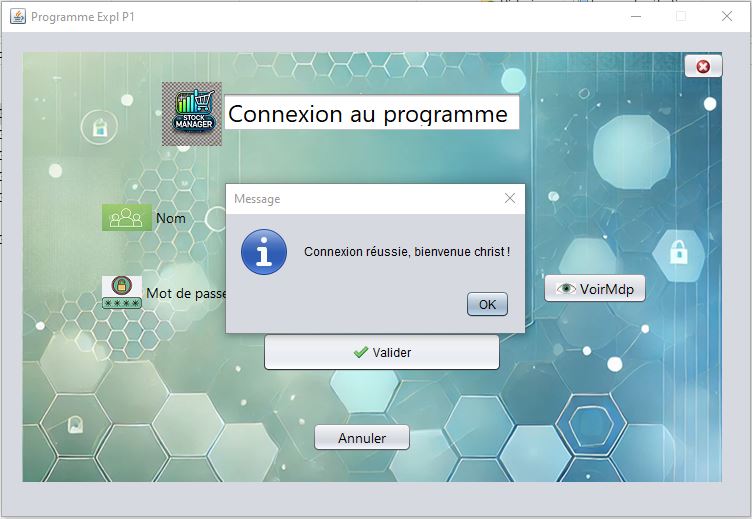 Programme Expl P1
STOCK
MANAGER
Connexion au programme
Message
Nom
Connexion réussie, bienvenue christ !
Mot de passe
****
VoirMdp
OK
Valider
Annuler